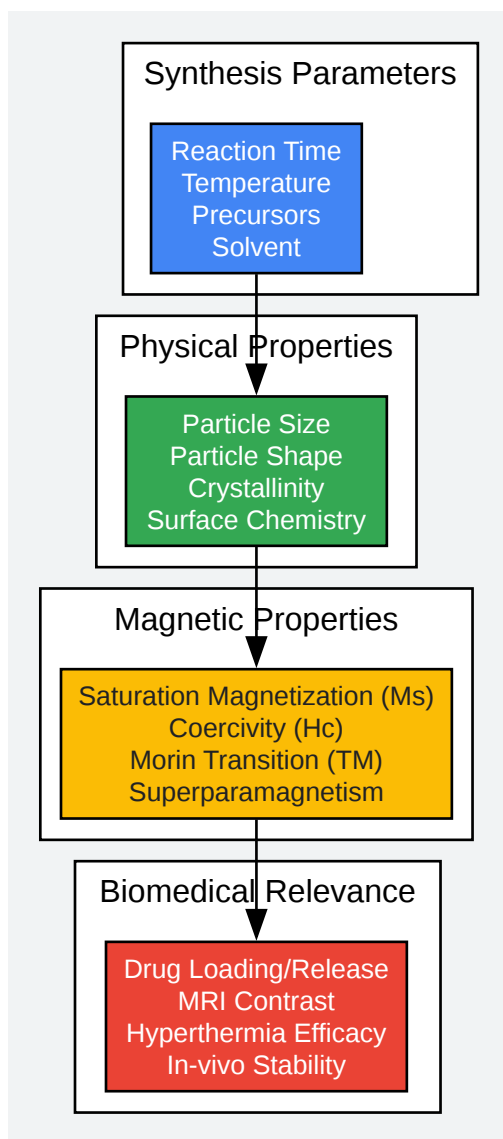 Synthesis Parameters
Reaction Time
Temperature
Precursors
Solvent
Physical Properties
Particle Size
Particle Shape
Crystallinity
Surface Chemistry
Magnetic Properties
Saturation Magnetization (Ms)
Coercivity (Hc)
Morin Transition (TM)
Superparamagnetism
Biomedical Relevance
Drug Loading/Release
MRI Contrast
Hyperthermia Efficacy
In-vivo Stability